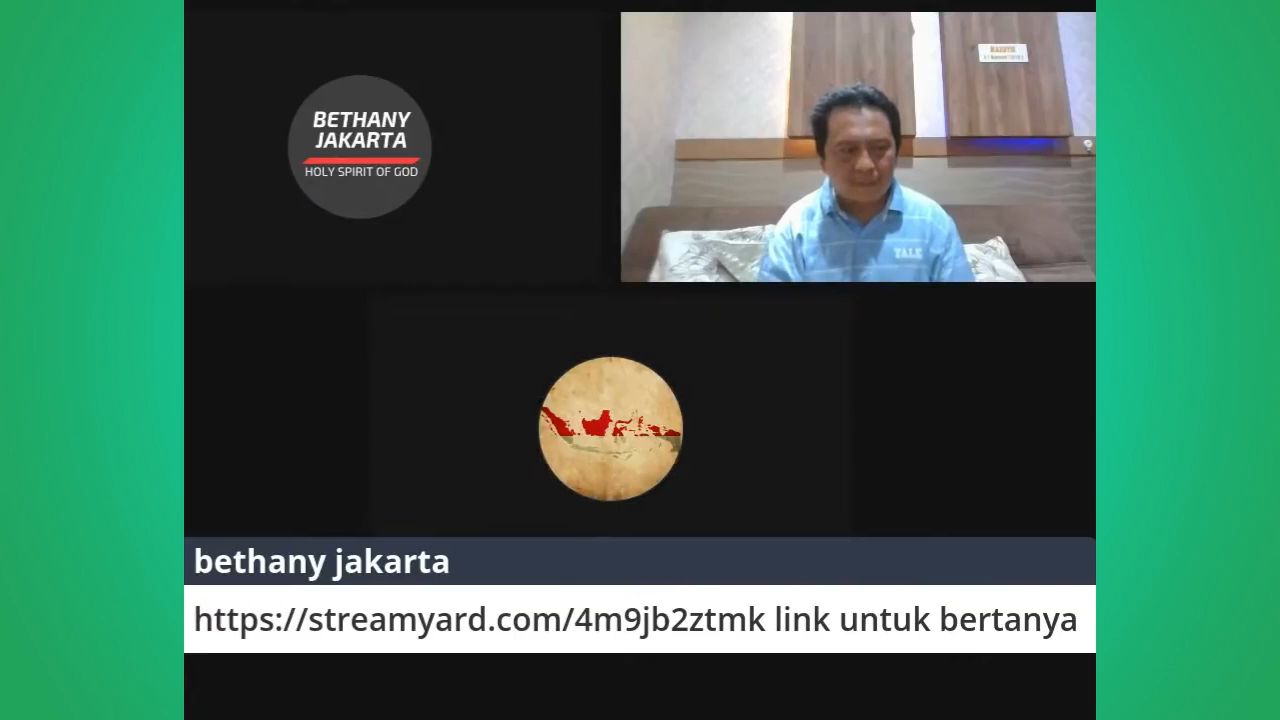 BETHANY
JAKARTA
HOLY SPIRIT OF GOD
YALE
bethany jakarta
https://streamyard.com/4m9jb2ztmk link untuk bertanya